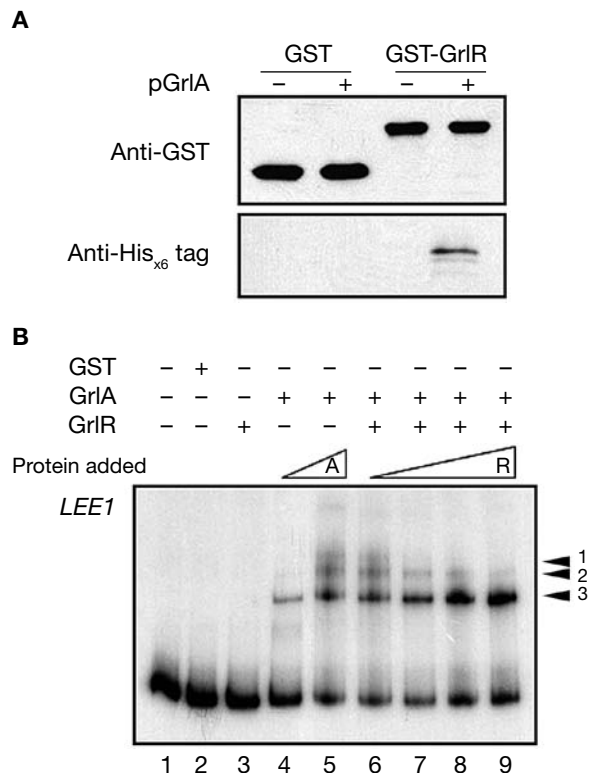 A
GST GST-GrlR
pGrlA – + – +
Anti-GST
Anti-Hisx6 tag
B
GST – + – – – – – – –
GrlA – – – + + + + + +
GrlR – – + – – + + + +
Protein added A R
LEE1
1
2
3
1 2 3 4 5 6 7 8 9